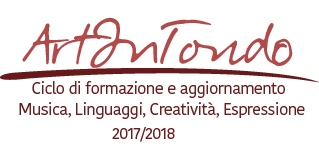 ArtInTondo
Ciclo di formazione e aggiornamento
Musica, Linguaggi, Creatività, Espressione
2017/2018